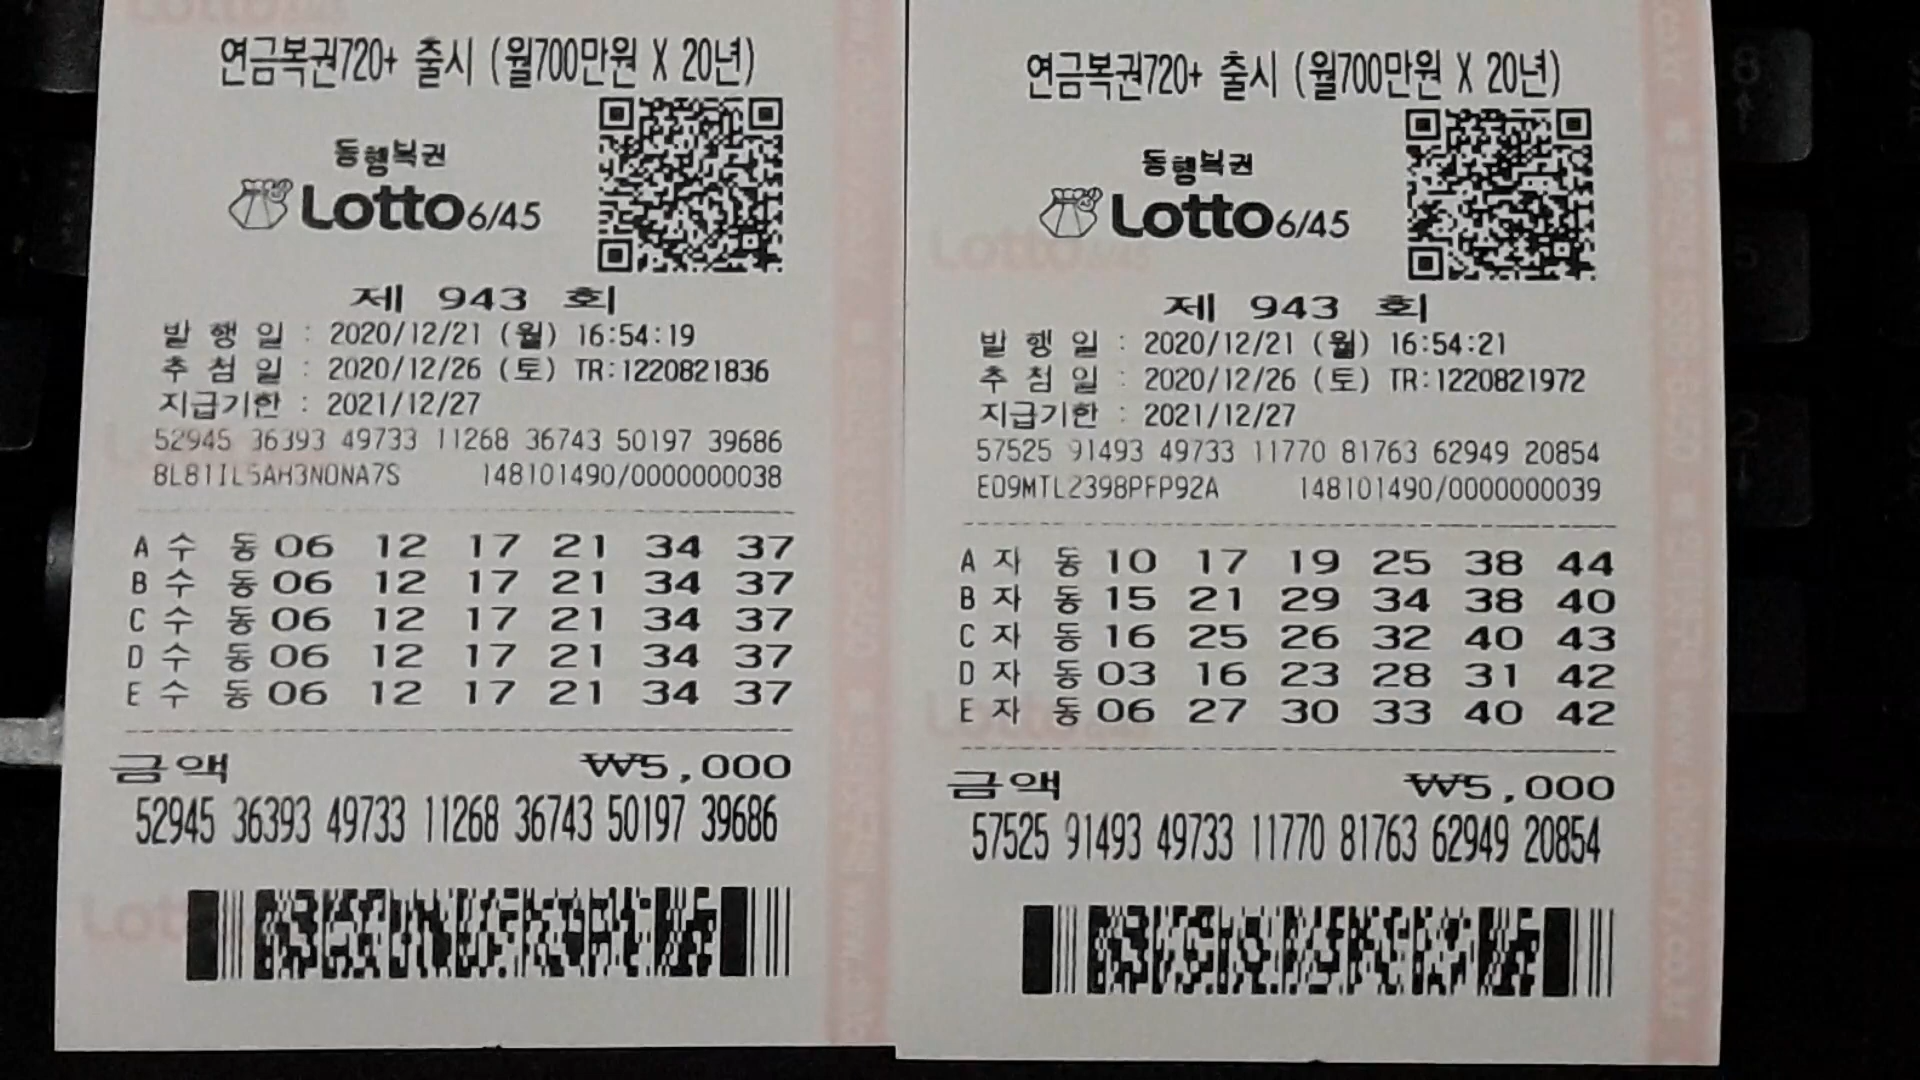 연금복권720+ 출시 (월700만원 X 20년)
동행복권
Lotto6/45
제 943 회
발 행 일 : 2020/12/21 (월) 16:54:19
추 첨 일 : 2020/12/26 (토) TR:1220821836
지급기한 : 2021/12/27
52945 36393 49733 11268 36743 50197 39686
8L81IL5AH3N0NA7S 148101490/0000000038
A 수 동 06 12 17 21 34 37
B 수 동 06 12 17 21 34 37
C 수 동 06 12 17 21 34 37
D 수 동 06 12 17 21 34 37
E 수 동 06 12 17 21 34 37
금액 ₩5,000
52945 36393 49733 11268 36743 50197 39686
연금복권720+ 출시 (월700만원 X 20년)
동행복권
Lotto6/45
제 943 회
발 행 일 : 2020/12/21 (월) 16:54:21
추 첨 일 : 2020/12/26 (토) TR:1220821972
지급기한 : 2021/12/27
57525 91493 49733 11770 81763 62949 20854
E09MTL2398PFP92A 148101490/0000000039
A 자 동 10 17 19 25 38 44
B 자 동 15 21 29 34 38 40
C 자 동 16 25 26 32 40 43
D 자 동 03 16 23 28 31 42
E 자 동 06 27 30 33 40 42
금액 ₩5,000
57525 91493 49733 11770 81763 62949 20854